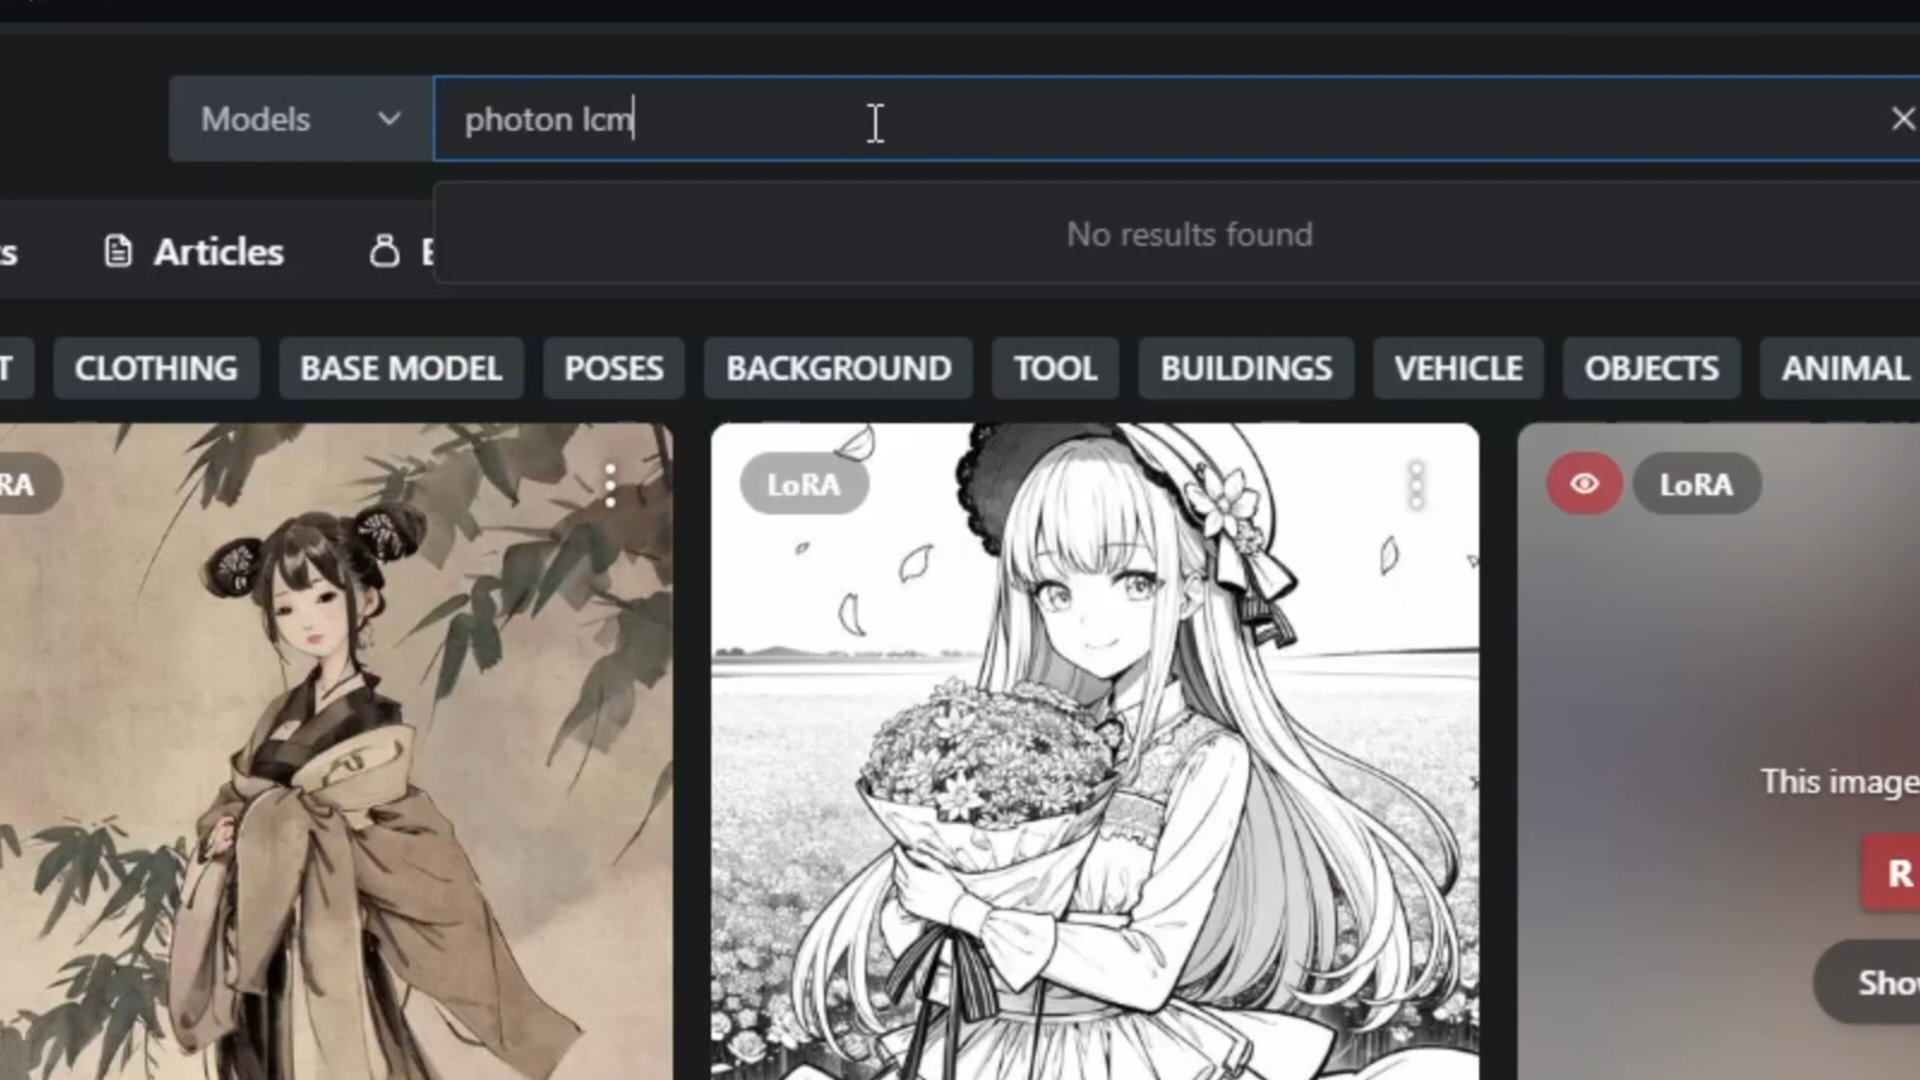 Models
photon lcm
No results found
Articles
CLOTHING
BASE MODEL
POSES
BACKGROUND
TOOL
BUILDINGS
VEHICLE
OBJECTS
ANIMAL
LoRA
LoRA
This image